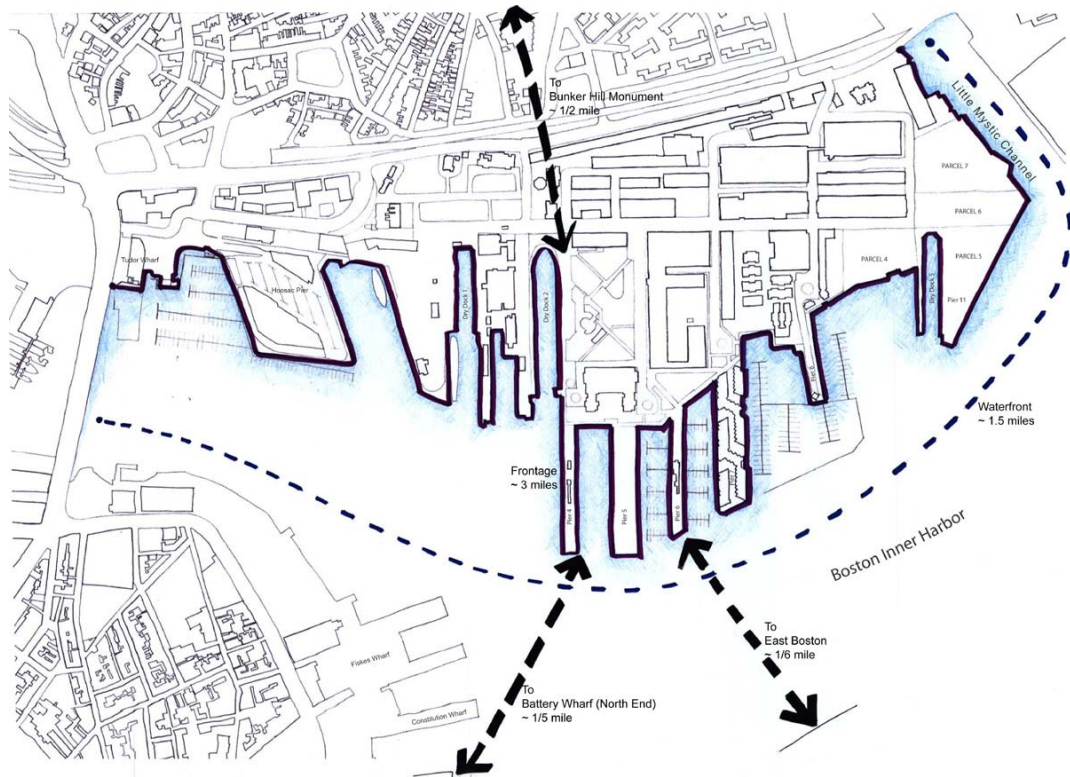 To
Bunker Hill Monument
~ 1/2 mile
Little Mystic Channel
PARCEL 7
PARCEL 6
PARCEL 4
PARCEL 5
Tudor Wharf
Hoosac Pier
Dry Dock 1
Dry Dock 2
Dry Dock 5
Pier 11
Pier 8
Waterfront
~ 1.5 miles
Frontage
~ 3 miles
Pier 4
Pier 5
Pier 6
Boston Inner Harbor
To
East Boston
~ 1/6 mile
Fiskes Wharf
To
Battery Wharf (North End)
~ 1/5 mile
Constitution Wharf